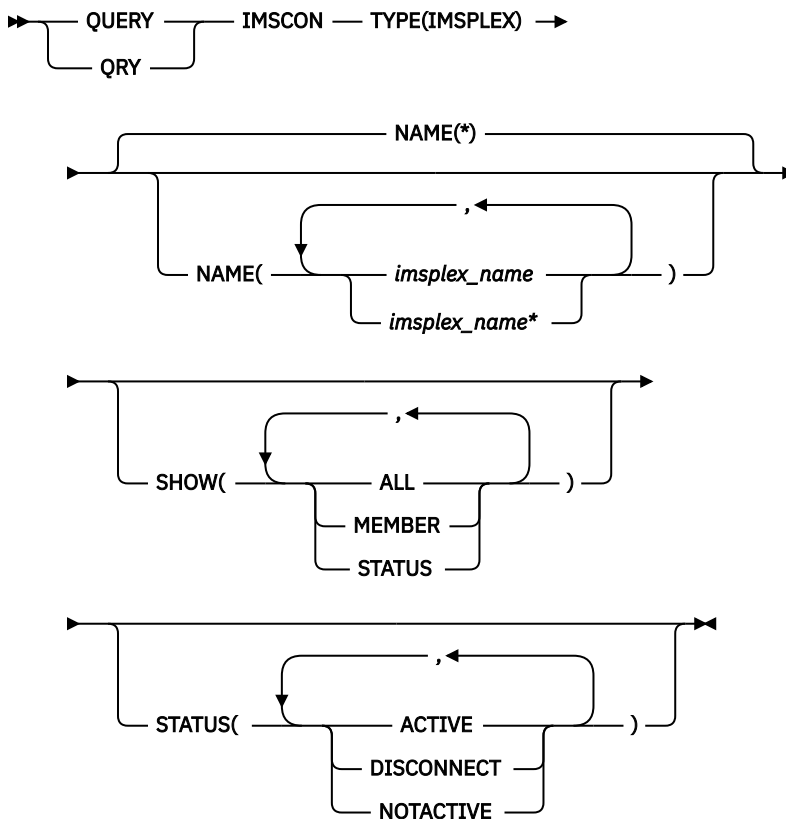 QUERY IMSCON TYPE(IMSPLEX)
QRY
NAME(*)
,
NAME( imsplex_name )
imsplex_name*
,
SHOW( ALL )
MEMBER
STATUS
,
STATUS( ACTIVE )
DISCONNECT
NOTACTIVE